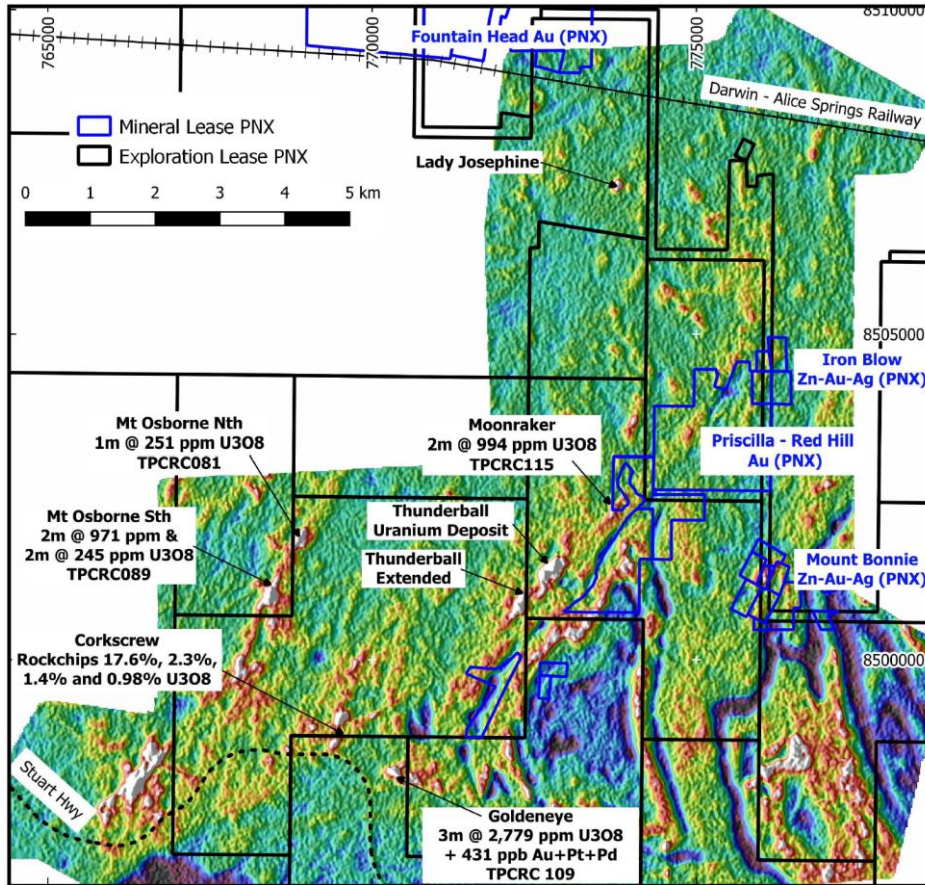 8510000
765000
770000
775000
Fountain Head Au (PNX)
Darwin - Alice Springs Railway
Mineral Lease PNX
Exploration Lease PNX
Lady Josephine
0 1 2 3 4 5 km
8505000
Iron Blow
Zn-Au-Ag (PNX)
Mt Osborne Nth
1m @ 251 ppm U3O8
TPCRC081
Moonraker
2m @ 994 ppm U3O8
TPCRC115
Priscilla - Red Hill
Au (PNX)
Mt Osborne Sth
2m @ 971 ppm &
2m @ 245 ppm U3O8
TPCRC089
Thunderball
Uranium Deposit
Thunderball
Extended
Mount Bonnie
Zn-Au-Ag (PNX)
Corkscrew
Rockchips 17.6%, 2.3%,
1.4% and 0.98% U3O8
8500000
Stuart Hwy
Goldeneye
3m @ 2,779 ppm U3O8
+ 431 ppb Au+Pt+Pd
TPCRC 109